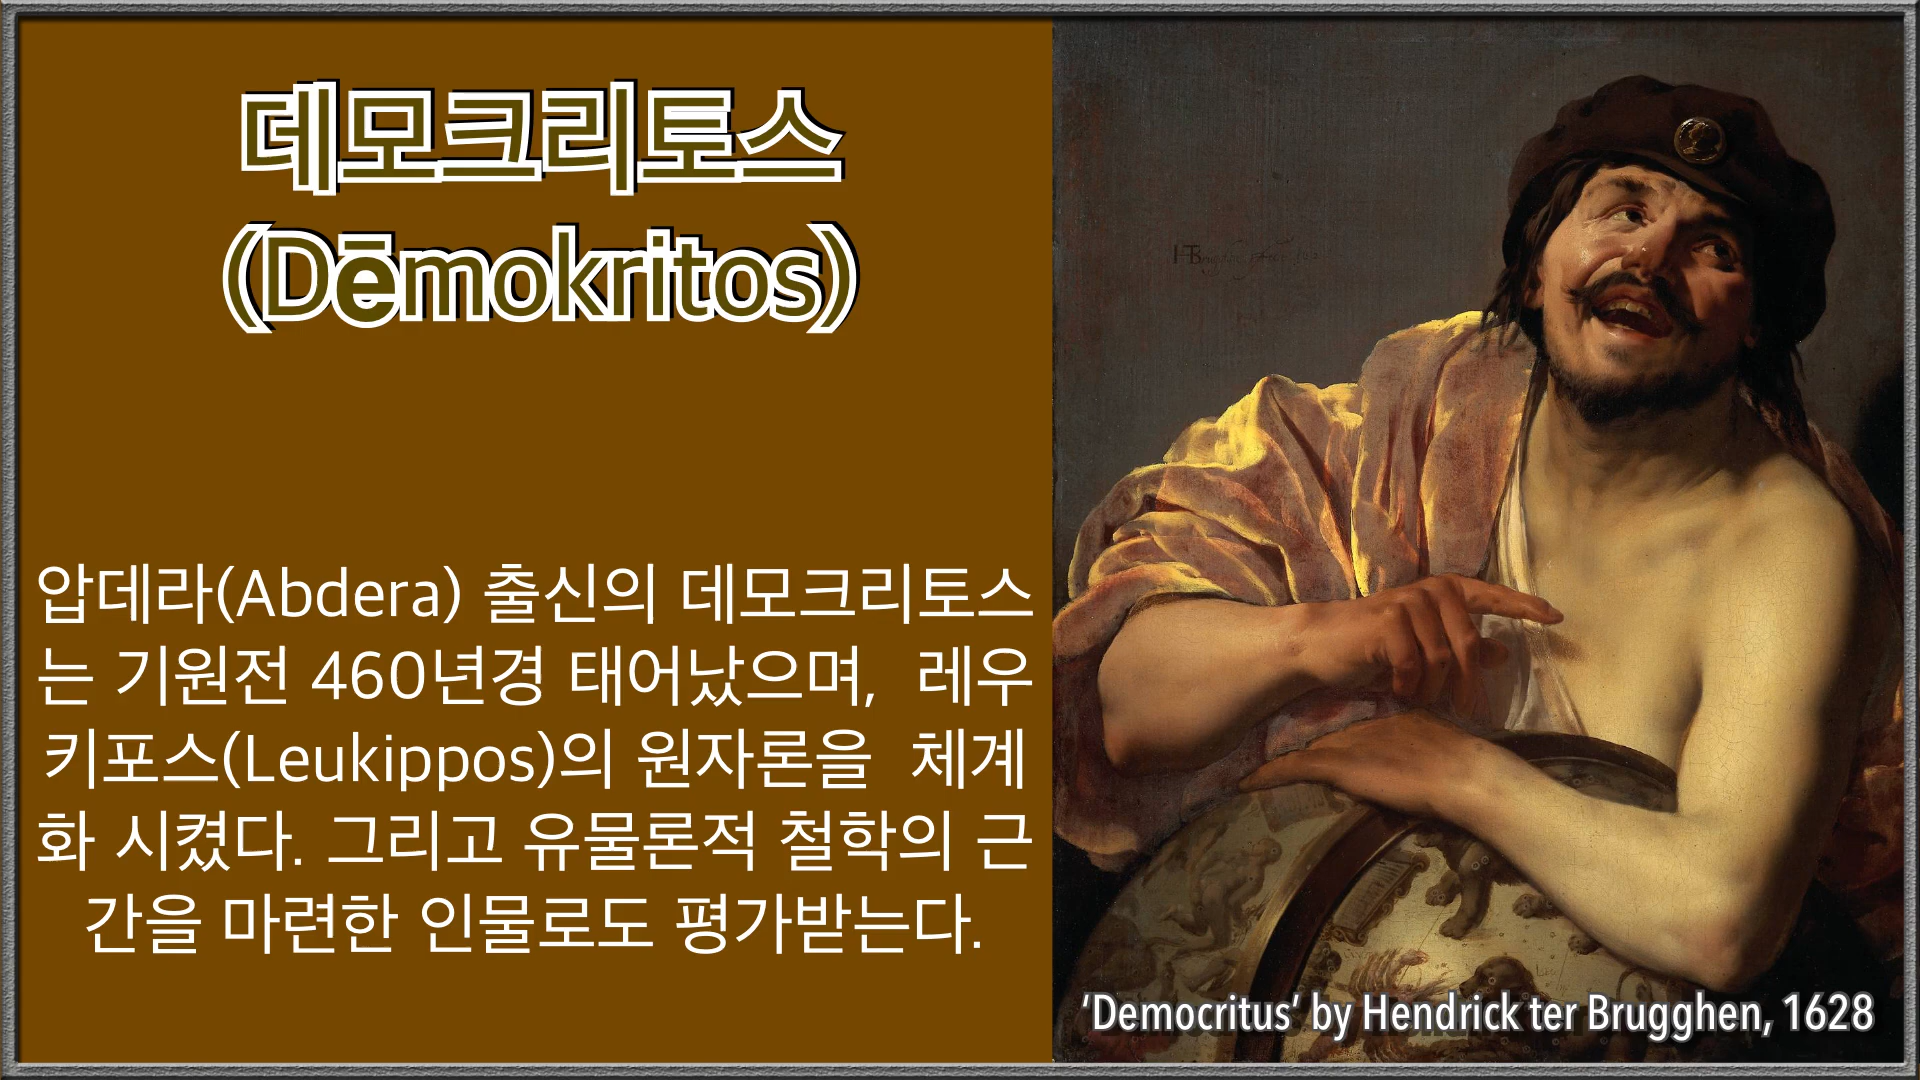 데모크리토스
(Dēmokritos)
압데라(Abdera) 출신의 데모크리토스
는 기원전 460년경 태어났으며, 레우
키포스(Leukippos)의 원자론을 체계
화 시켰다. 그리고 유물론적 철학의 근
간을 마련한 인물로도 평가받는다.
‘Democritus’ by Hendrick ter Brugghen, 1628